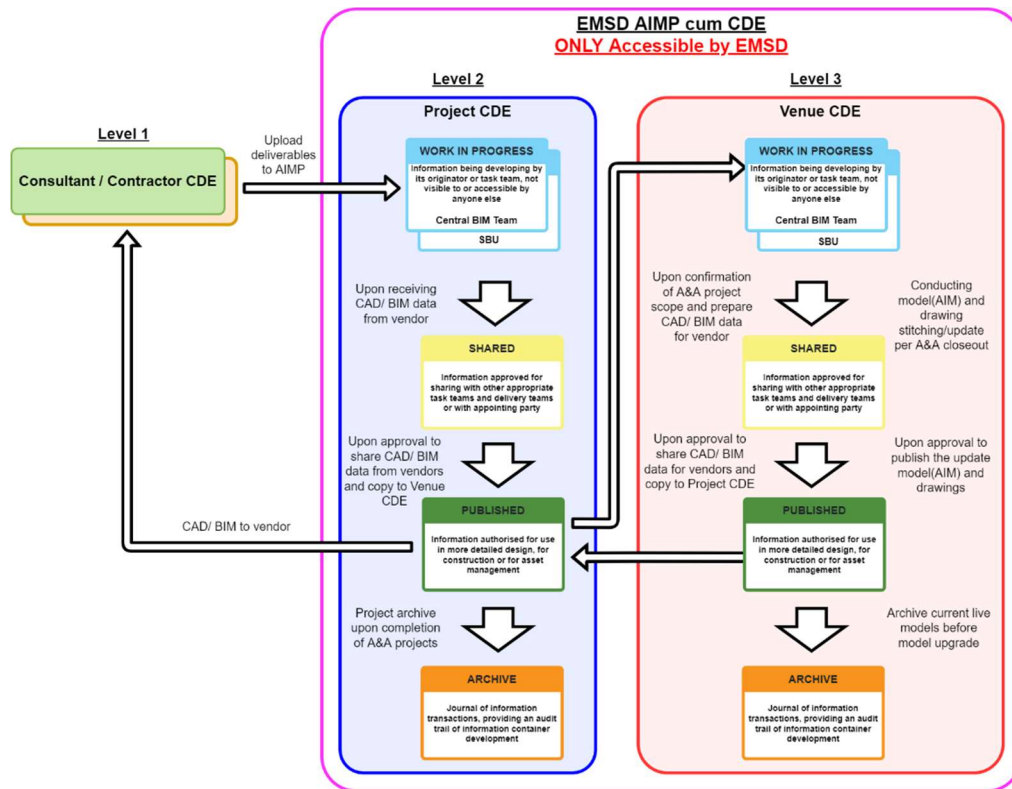 EMSD AIMP cum CDE
ONLY Accessible by EMSD
Level 1
Consultant / Contractor CDE
Upload
deliverables
to AIMP
Level 2
Project CDE
WORK IN PROGRESS
Information being developing by
its originator or task team, not
visible to or accessible by
anyone else
Central BIM Team
SBU
Upon receiving
CAD/ BIM data
from vendor
SHARED
Information approved for
sharing with other appropriate
task teams and delivery teams
or with appointing party
Upon approval to
share CAD/ BIM
data from vendors
and copy to Venue
CDE
CAD/ BIM to vendor
PUBLISHED
Information authorised for use
in more detailed design, for
construction or for asset
management
Project archive
upon completion
of A&A projects
ARCHIVE
Journal of information
transactions, providing an audit
trail of information container
development
Level 3
Venue CDE
WORK IN PROGRESS
Information being developing by
its originator or task team, not
visible to or accessible by
anyone else
Central BIM Team
SBU
Upon confirmation
of A&A project
scope and prepare
CAD/ BIM data
for vendor
Conducting
model(AIM) and
drawing
stitching/update
per A&A closeout
SHARED
Information approved for
sharing with other appropriate
task teams and delivery teams
or with appointing party
Upon approval to
share CAD/ BIM
data for vendors and
copy to Project CDE
Upon approval to
publish the update
model(AIM) and
drawings
PUBLISHED
Information authorised for use
in more detailed design, for
construction or for asset
management
Archive current live
models before
model upgrade
ARCHIVE
Journal of information
transactions, providing an audit
trail of information container
development